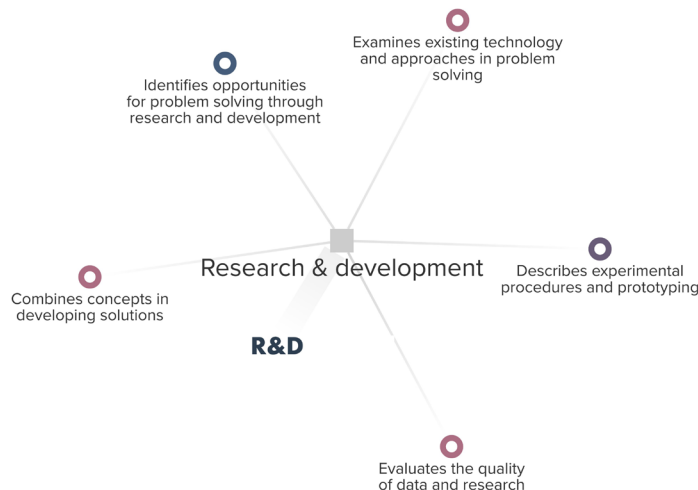 Examines existing technology
and approaches in problem
solving
Identifies opportunities
for problem solving through
research and development
Research & development
Describes experimental
procedures and prototyping
Combines concepts in
developing solutions
R&D
Evaluates the quality
of data and research